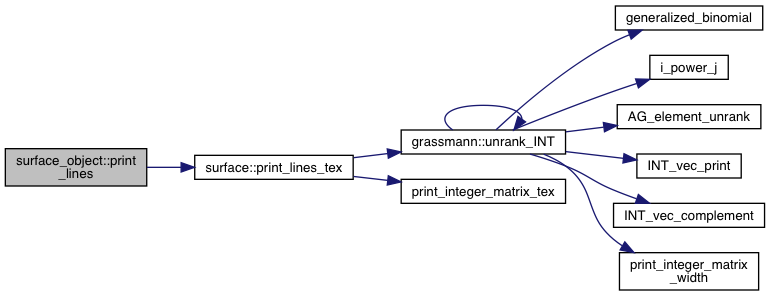 surface_object::print
_lines
surface::print_lines_tex
grassmann::unrank_INT
print_integer_matrix_tex
generalized_binomial
i_power_j
AG_element_unrank
INT_vec_print
INT_vec_complement
print_integer_matrix
_width